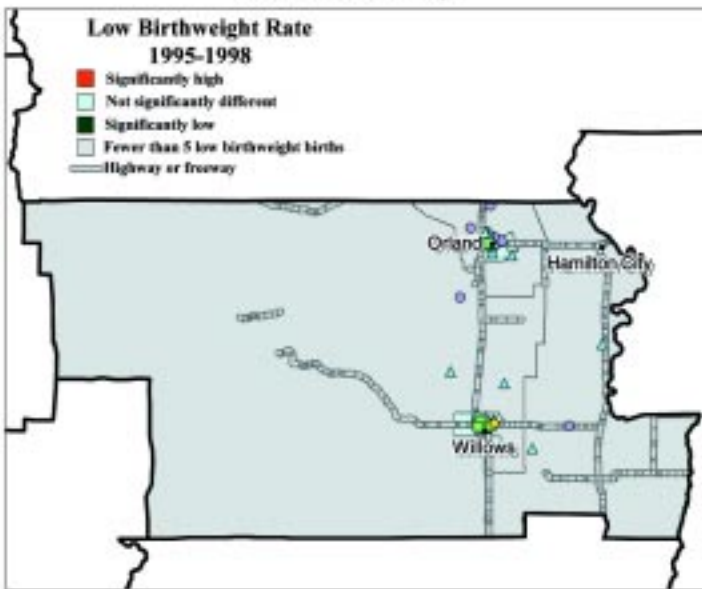 Low Birthweight Rate
1995-1998
Significantly high
Not significantly different
Significantly low
Fewer than 5 low birthweight births
Highway or freeway
Orland
Hamilton City
Willows